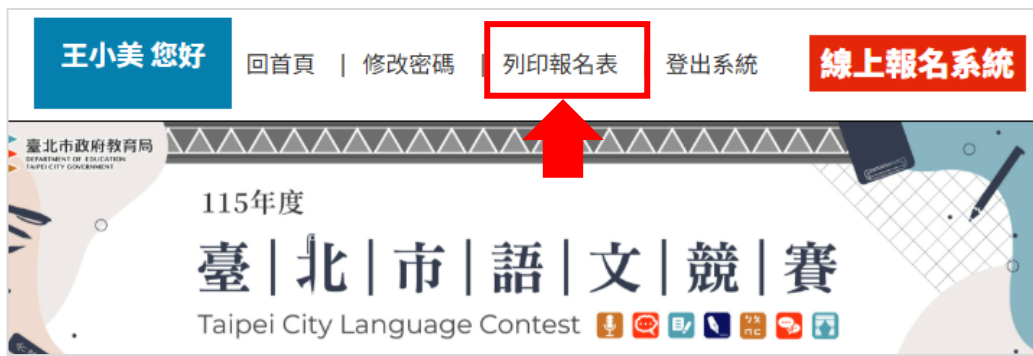 王小美 您好
回首頁 | 修改密碼 | 列印報名表 登出系統
線上報名系統
臺北市政府教育局
DEPARTMENT OF EDUCATION
TAIPEI CITY GOVERNMENT
115年度
臺|北|市|語|文|競|賽
Taipei City Language Contest
ㄅㄆ
ㄇㄈ